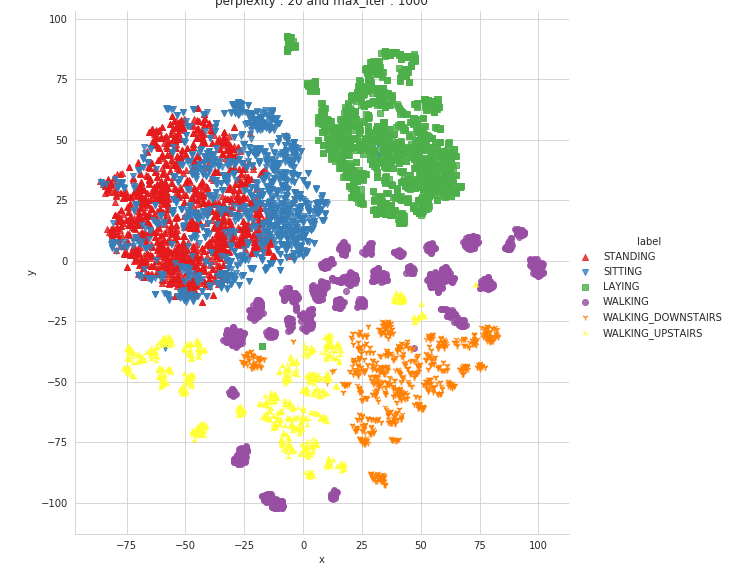 perplexity : 20 and max_iter : 1000
100
75
50
25
0
−25
−50
−75
−100
y
−75
−50
−25
0
25
50
75
100
x
label
STANDING
SITTING
LAYING
WALKING
WALKING_DOWNSTAIRS
WALKING_UPSTAIRS